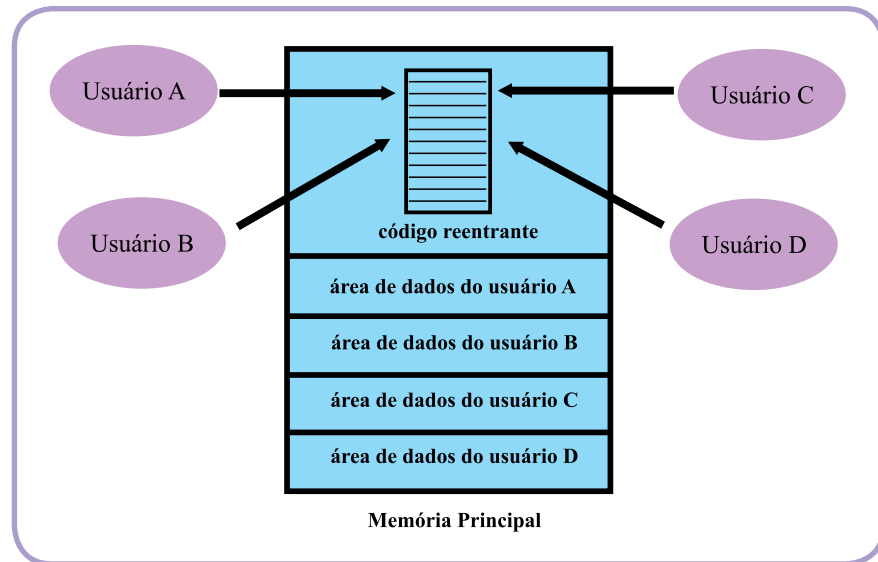 Usuário A
Usuário C
Usuário B
Usuário D
código reentrante
área de dados do usuário A
área de dados do usuário B
área de dados do usuário C
área de dados do usuário D
Memória Principal